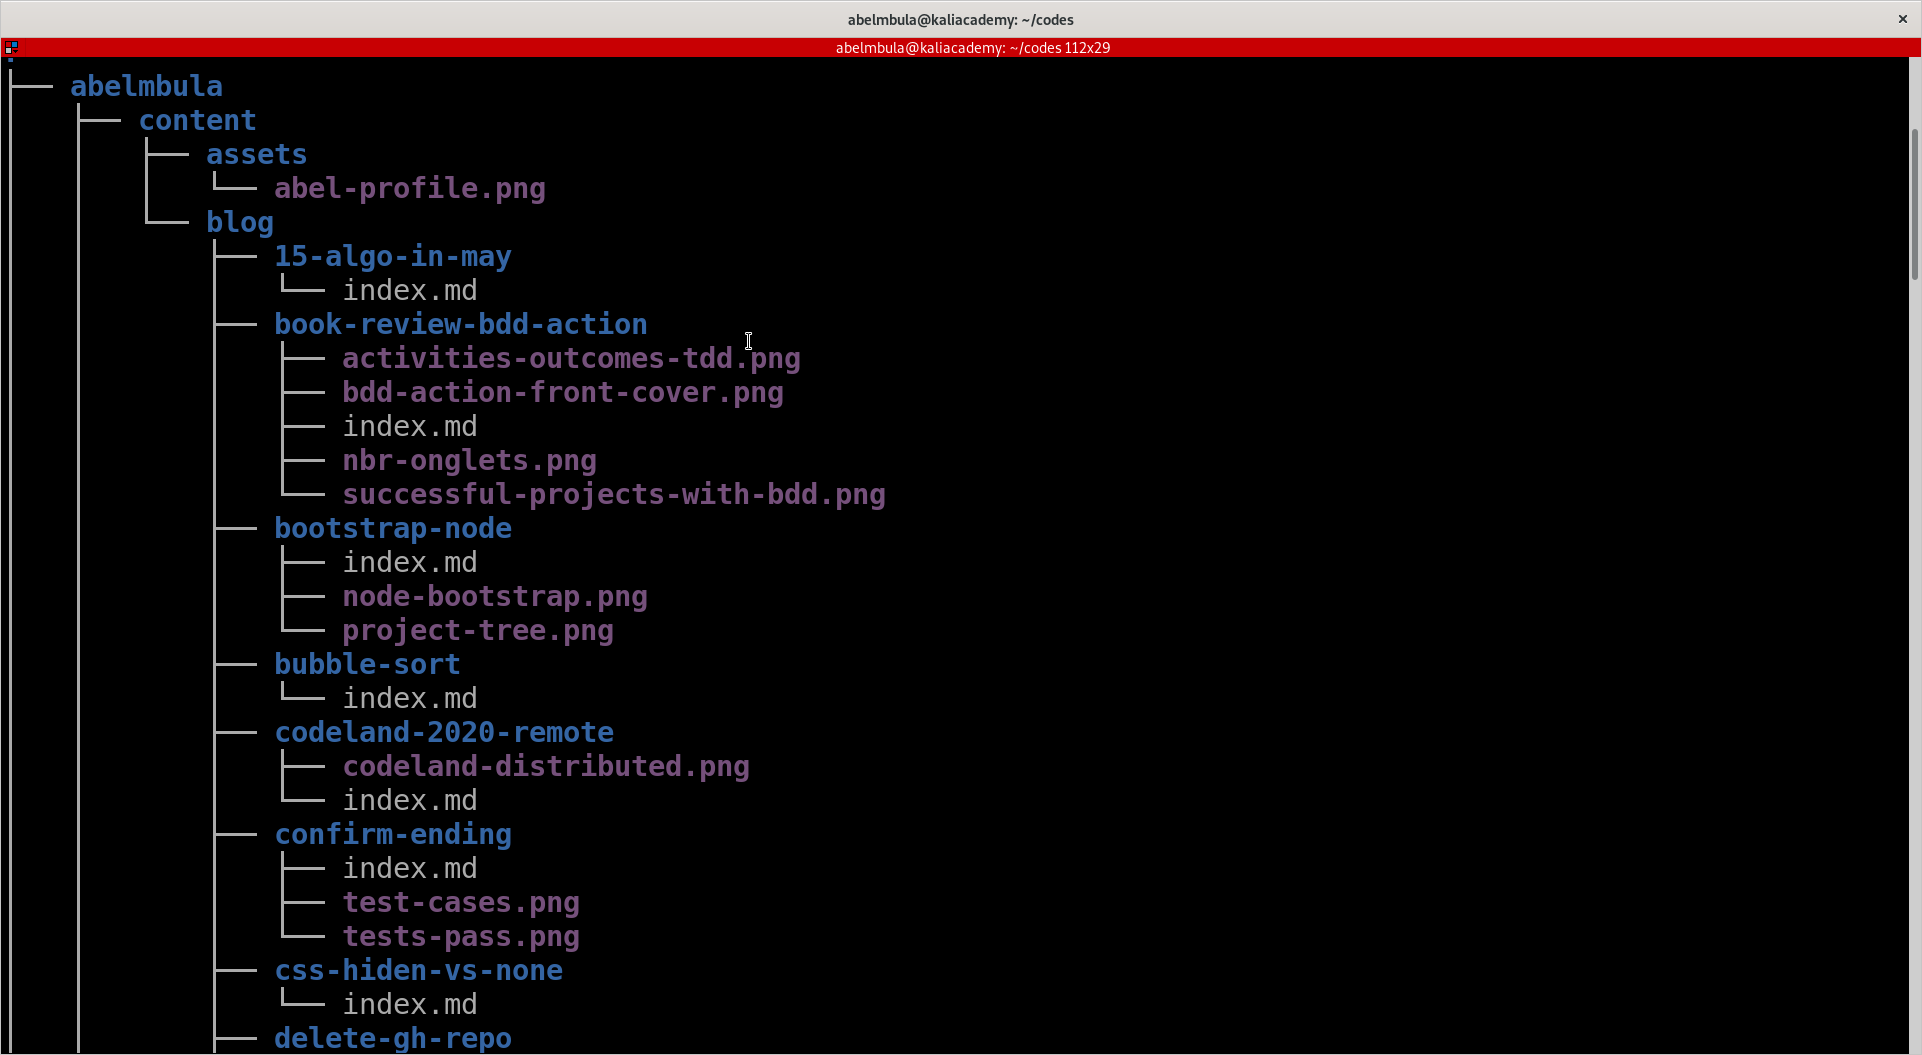 abelmbula@kaliacademy: ~/codes
abelmbula@kaliacademy: ~/codes 112x29
.
├── abelmbula
│   ├── content
│   │   ├── assets
│   │   │   └── abel-profile.png
│   │   └── blog
│   │       ├── 15-algo-in-may
│   │       │   └── index.md
│   │       ├── book-review-bdd-action
│   │       │   ├── activities-outcomes-tdd.png
│   │       │   ├── bdd-action-front-cover.png
│   │       │   ├── index.md
│   │       │   ├── nbr-onglets.png
│   │       │   └── successful-projects-with-bdd.png
│   │       ├── bootstrap-node
│   │       │   ├── index.md
│   │       │   ├── node-bootstrap.png
│   │       │   └── project-tree.png
│   │       ├── bubble-sort
│   │       │   └── index.md
│   │       ├── codeland-2020-remote
│   │       │   ├── codeland-distributed.png
│   │       │   └── index.md
│   │       ├── confirm-ending
│   │       │   ├── index.md
│   │       │   ├── test-cases.png
│   │       │   └── tests-pass.png
│   │       ├── css-hiden-vs-none
│   │       │   └── index.md
│   │       ├── delete-gh-repo